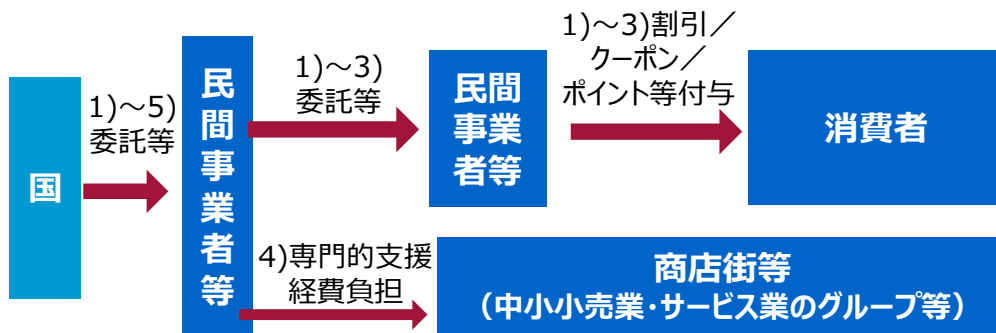 国
1)～5)
委託等
民間事業者等
1)～3)
委託等
民間
事業
者等
1)～3)割引／
クーポン／
ポイント等付与
消費者
4)専門的支援
経費負担
商店街等
（中小小売業・サービス業のグループ等）